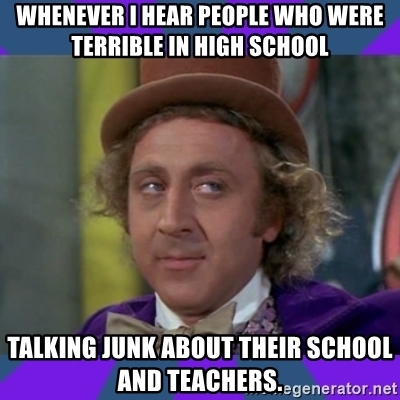 WHENEVER I HEAR PEOPLE WHO WERE
TERRIBLE IN HIGH SCHOOL
TALKING JUNK ABOUT THEIR SCHOOL
AND TEACHERS.